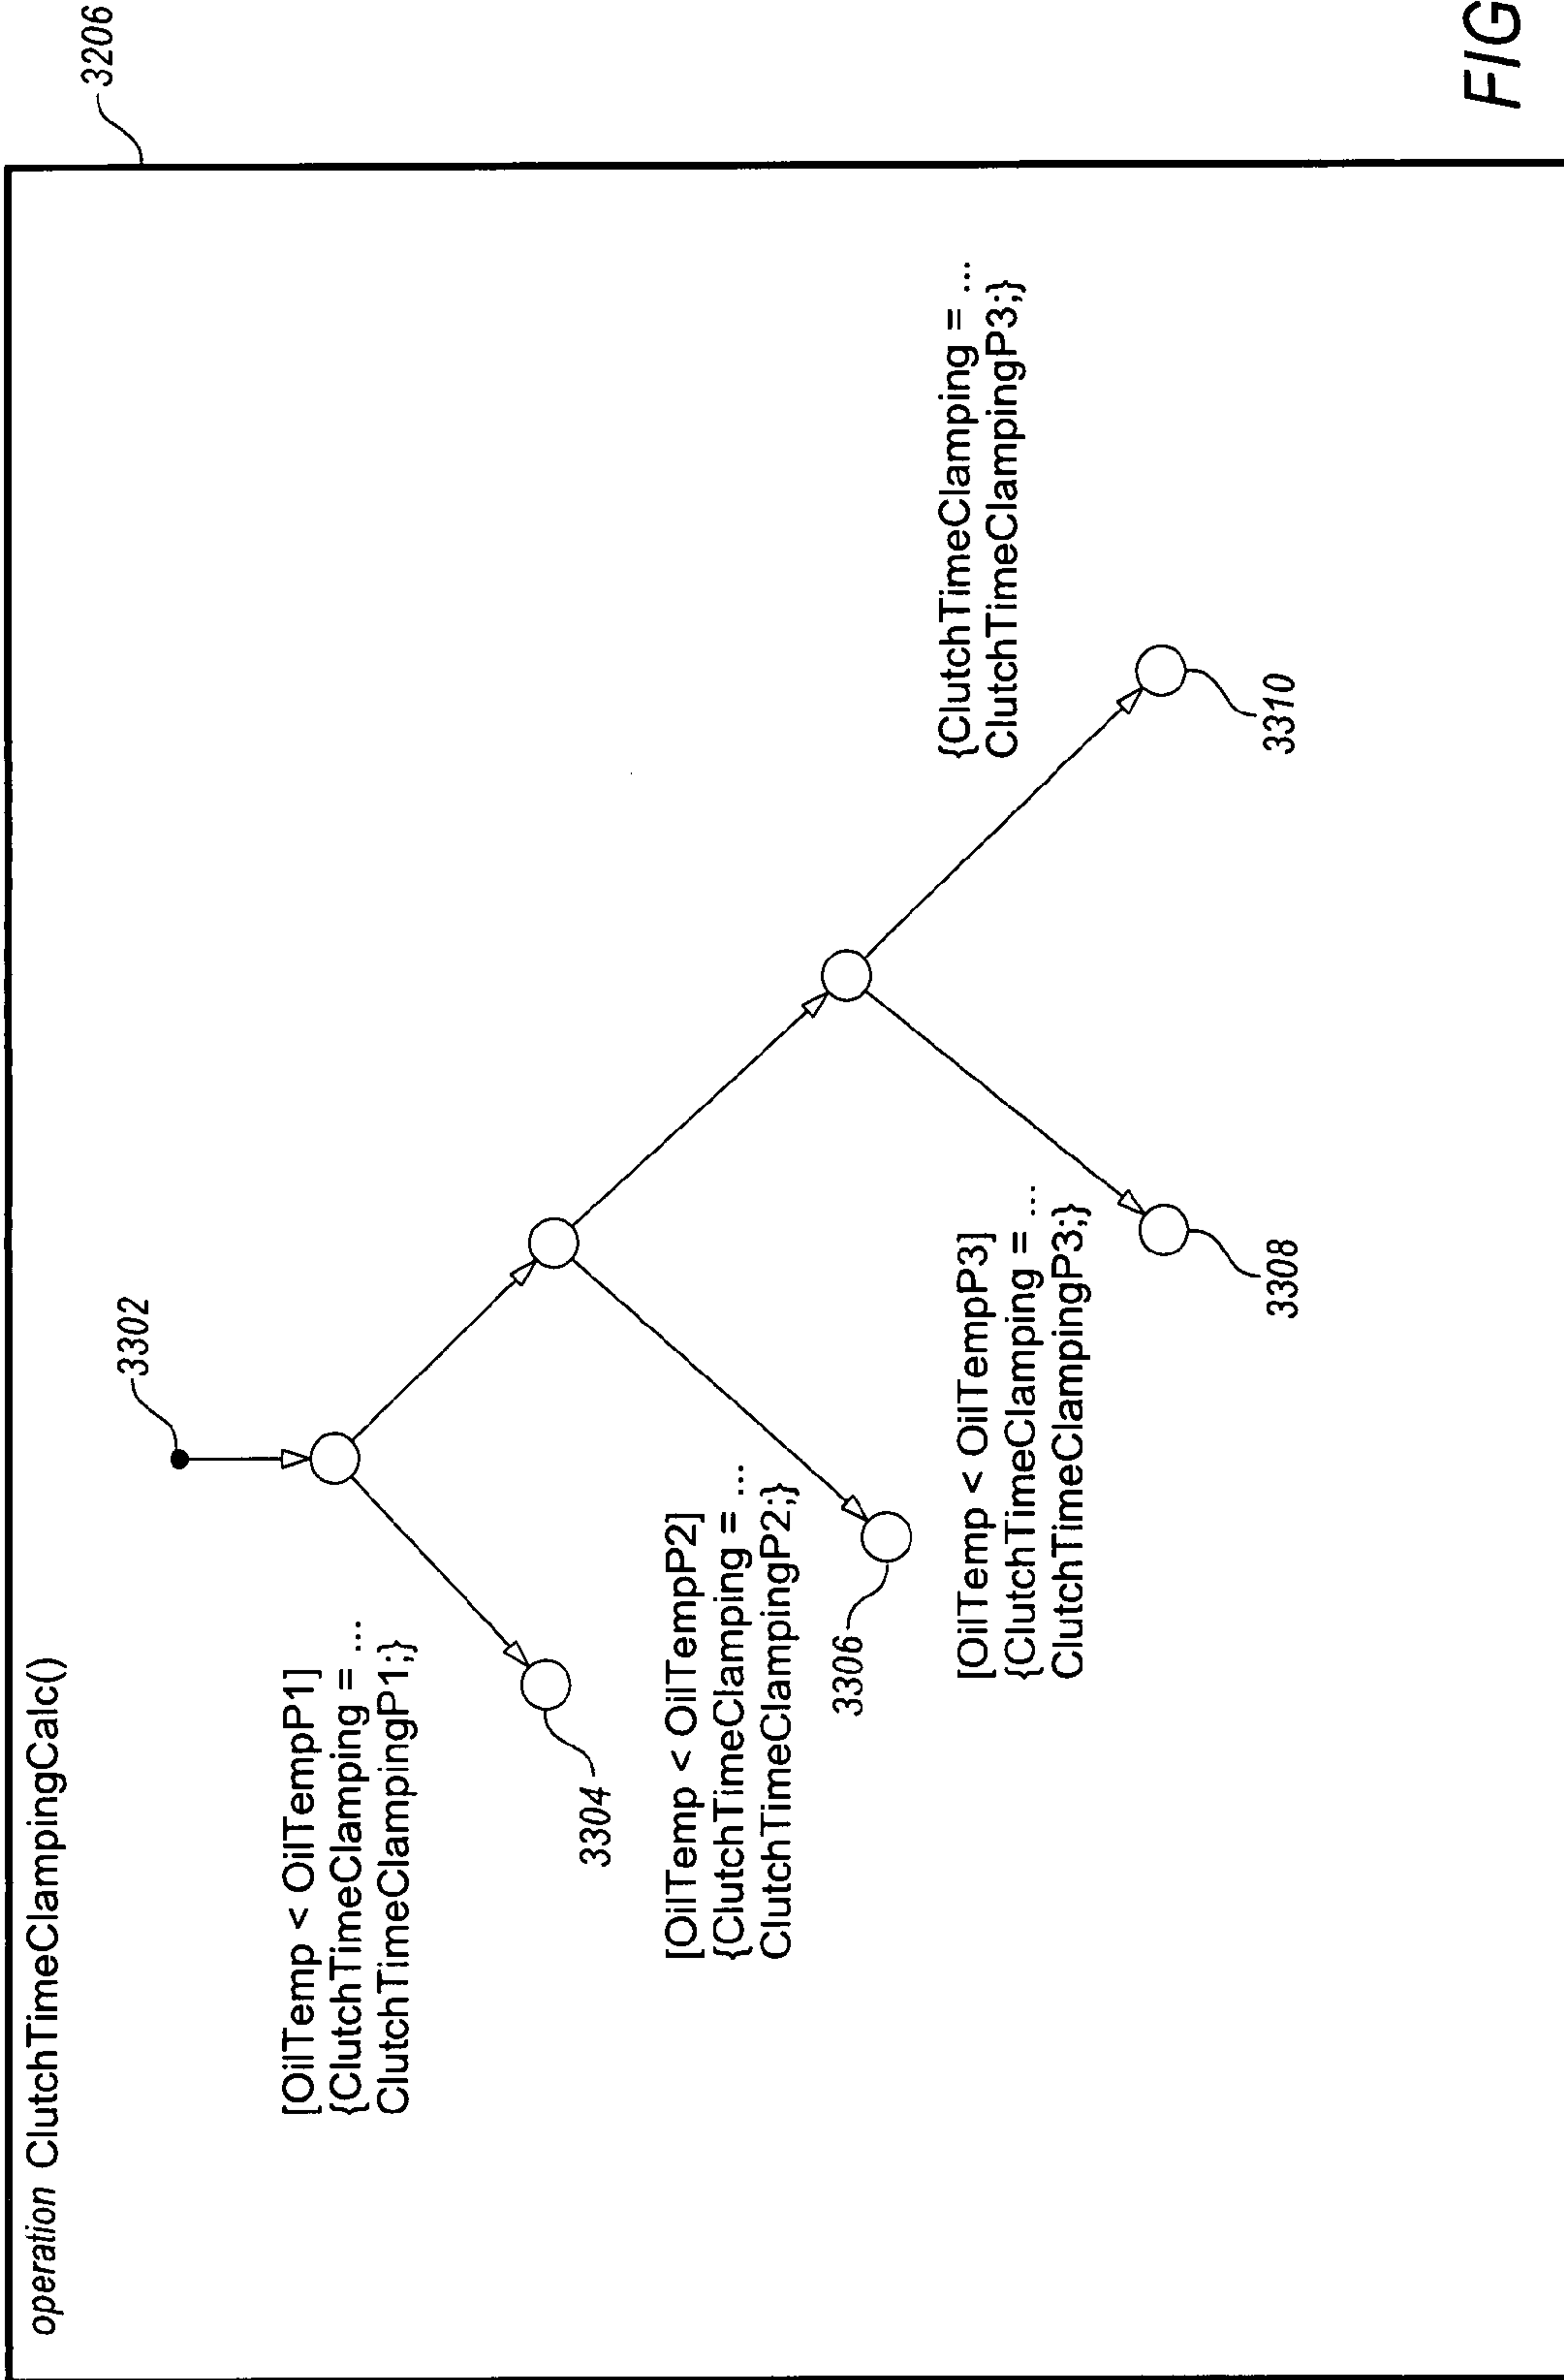 operation ClutchTimeClampingCalc()
3206
3302
[OilTemp < OilTempP1]
{ClutchTimeClamping = ...
ClutchTimeClampingP1;}
3304
[OilTemp < OilTempP2]
{ClutchTimeClamping = ...
ClutchTimeClampingP2;}
3306
[OilTemp < OilTempP3]
{ClutchTimeClamping = ...
ClutchTimeClampingP3;}
3308
{ClutchTimeClamping = ...
ClutchTimeClampingP3;}
3310
FIG